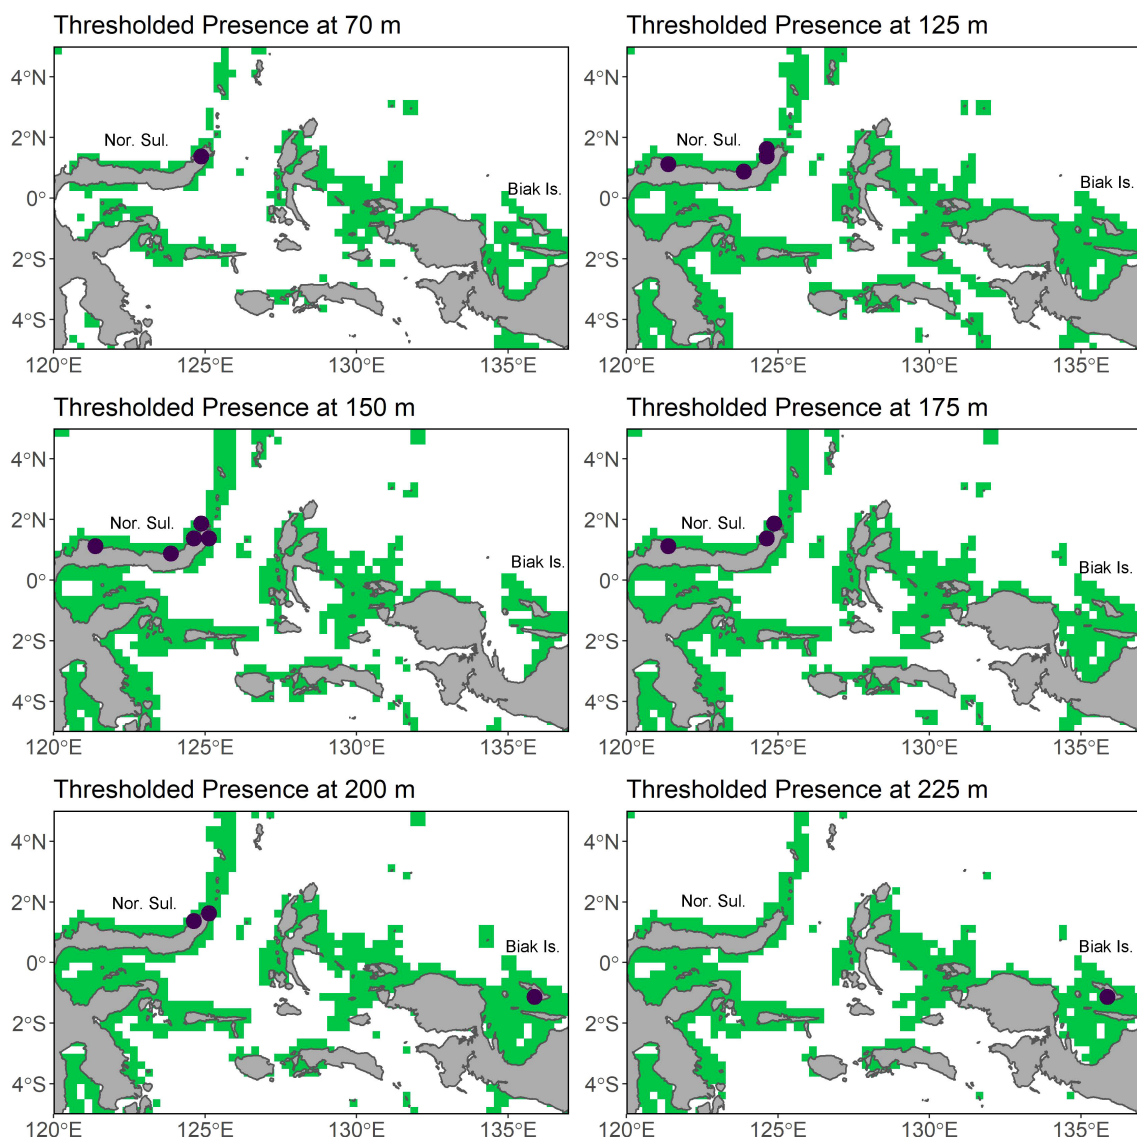 Thresholded Presence at 70 m
4°N
2°N
0°
2°S
4°S
Nor. Sul.
Biak Is.
120°E 125°E 130°E 135°E
Thresholded Presence at 125 m
4°N
2°N
0°
2°S
4°S
Nor. Sul.
Biak Is.
120°E 125°E 130°E 135°E
Thresholded Presence at 150 m
4°N
2°N
0°
2°S
4°S
Nor. Sul.
Biak Is.
120°E 125°E 130°E 135°E
Thresholded Presence at 175 m
4°N
2°N
0°
2°S
4°S
Nor. Sul.
Biak Is.
120°E 125°E 130°E 135°E
Thresholded Presence at 200 m
4°N
2°N
0°
2°S
4°S
Nor. Sul.
Biak Is.
120°E 125°E 130°E 135°E
Thresholded Presence at 225 m
4°N
2°N
0°
2°S
4°S
Nor. Sul.
Biak Is.
120°E 125°E 130°E 135°E